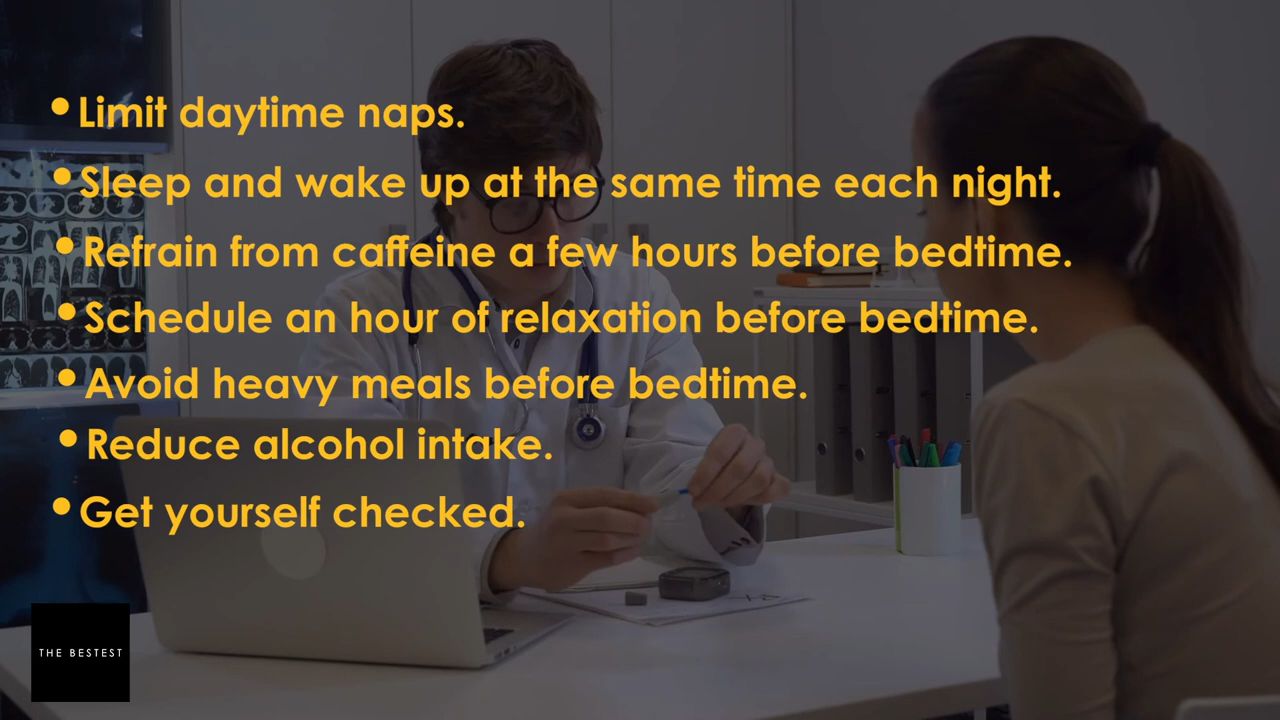 • Limit daytime naps.
• Sleep and wake up at the same time each night.
• Refrain from caffeine a few hours before bedtime.
• Schedule an hour of relaxation before bedtime.
• Avoid heavy meals before bedtime.
• Reduce alcohol intake.
• Get yourself checked.
THE BESTEST